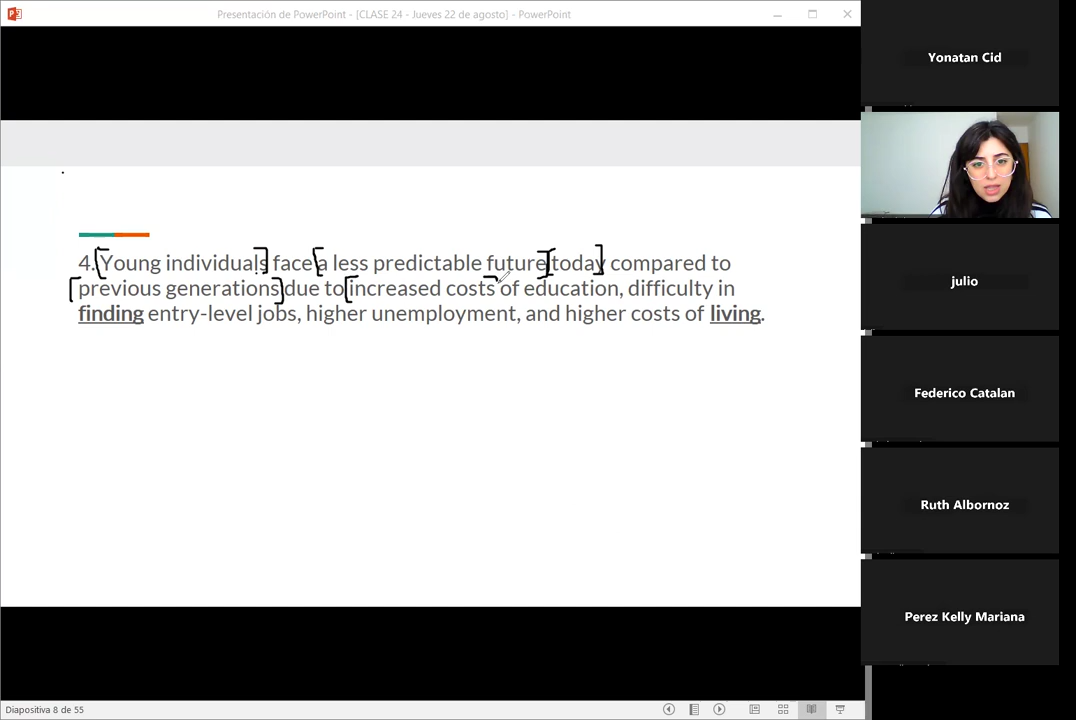 Presentación de PowerPoint - [CLASE 24 - Jueves 22 de agosto] - PowerPoint
Yonatan Cid
4. Young individuals face a less predictable future today compared to
previous generations due to increased costs of education, difficulty in
finding entry-level jobs, higher unemployment, and higher costs of living.
julio
Federico Catalan
Ruth Albornoz
Perez Kelly Mariana
Diapositiva 8 de 55